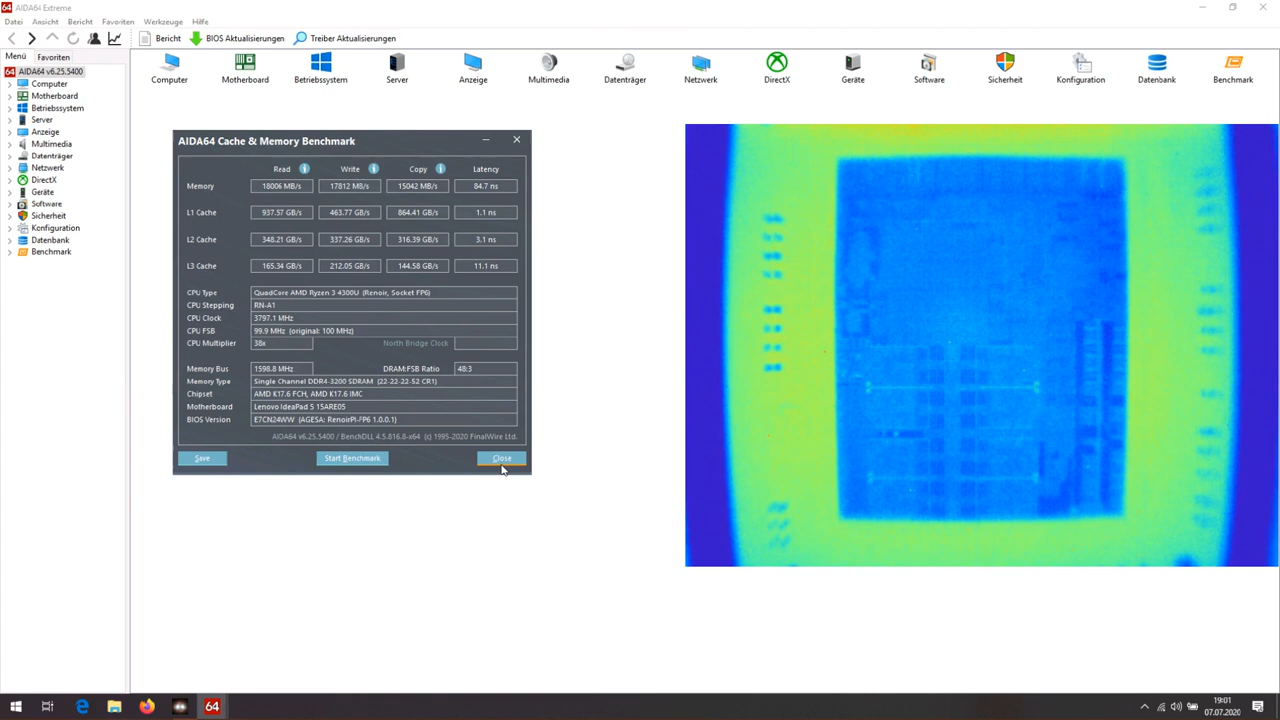 64 AIDA64 Extreme
Datei Ansicht Bericht Favoriten Werkzeuge Hilfe
Bericht BIOS Aktualisierungen Treiber Aktualisierungen
Menü Favoriten
64 AIDA64 v6.25.5400
Computer
Motherboard
Betriebssystem
Server
Anzeige
Multimedia
Datenträger
Netzwerk
DirectX
Geräte
Software
Sicherheit
Konfiguration
Datenbank
Benchmark
Computer Motherboard Betriebssystem Server Anzeige Multimedia Datenträger Netzwerk DirectX Geräte Software Sicherheit Konfiguration Datenbank Benchmark
AIDA64 Cache & Memory Benchmark
Read Write Copy Latency
Memory 18006 MB/s 17812 MB/s 15042 MB/s 84.7 ns
L1 Cache 937.57 GB/s 463.77 GB/s 864.41 GB/s 1.1 ns
L2 Cache 348.21 GB/s 337.26 GB/s 316.39 GB/s 3.1 ns
L3 Cache 165.34 GB/s 212.05 GB/s 144.58 GB/s 11.1 ns
CPU Type QuadCore AMD Ryzen 3 4300U (Renoir, Socket FP6)
CPU Stepping RN-A1
CPU Clock 3797.1 MHz
CPU FSB 99.9 MHz (original: 100 MHz)
CPU Multiplier 38x North Bridge Clock
Memory Bus 1598.8 MHz DRAM:FSB Ratio 48:3
Memory Type Single Channel DDR4-3200 SDRAM (22-22-22-52 CR1)
Chipset AMD K17.6 FCH, AMD K17.6 IMC
Motherboard Lenovo IdeaPad 5 15ARE05
BIOS Version E7CN24WW (AGESA: RenoirPI-FP6 1.0.0.1)
AIDA64 v6.25.5400 / BenchDLL 4.5.816.8-x64 (c) 1995-2020 FinalWire Ltd.
Save Start Benchmark Close
64
19:01
07.07.2020